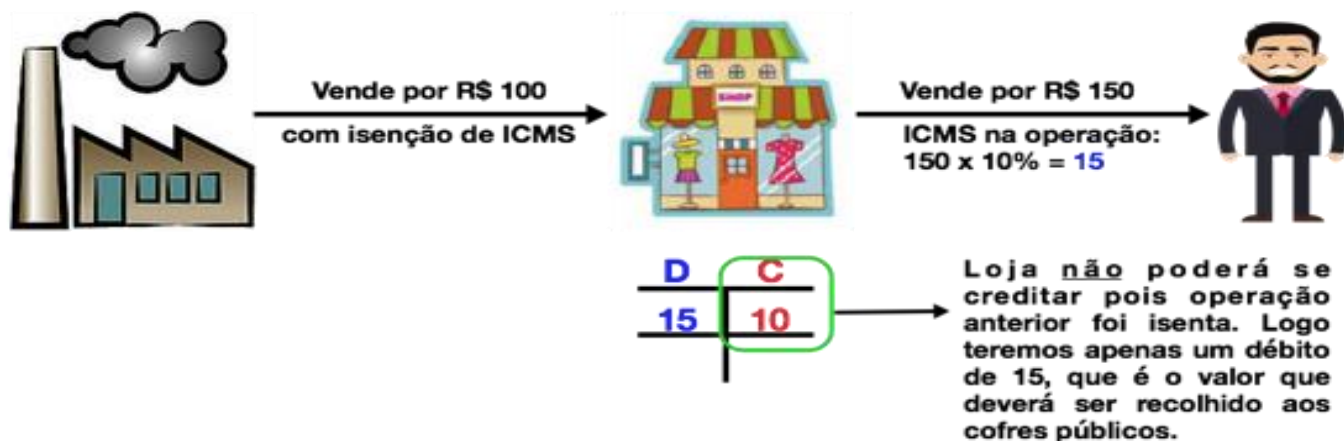 Vende por R$ 100
com isenção de ICMS
SHOP
Vende por R$ 150
ICMS na operação:
150 x 10% = 15
D C
15 10
Loja não poderá se
creditar pois operação
anterior foi isenta. Logo
teremos apenas um débito
de 15, que é o valor que
deverá ser recolhido aos
cofres públicos.